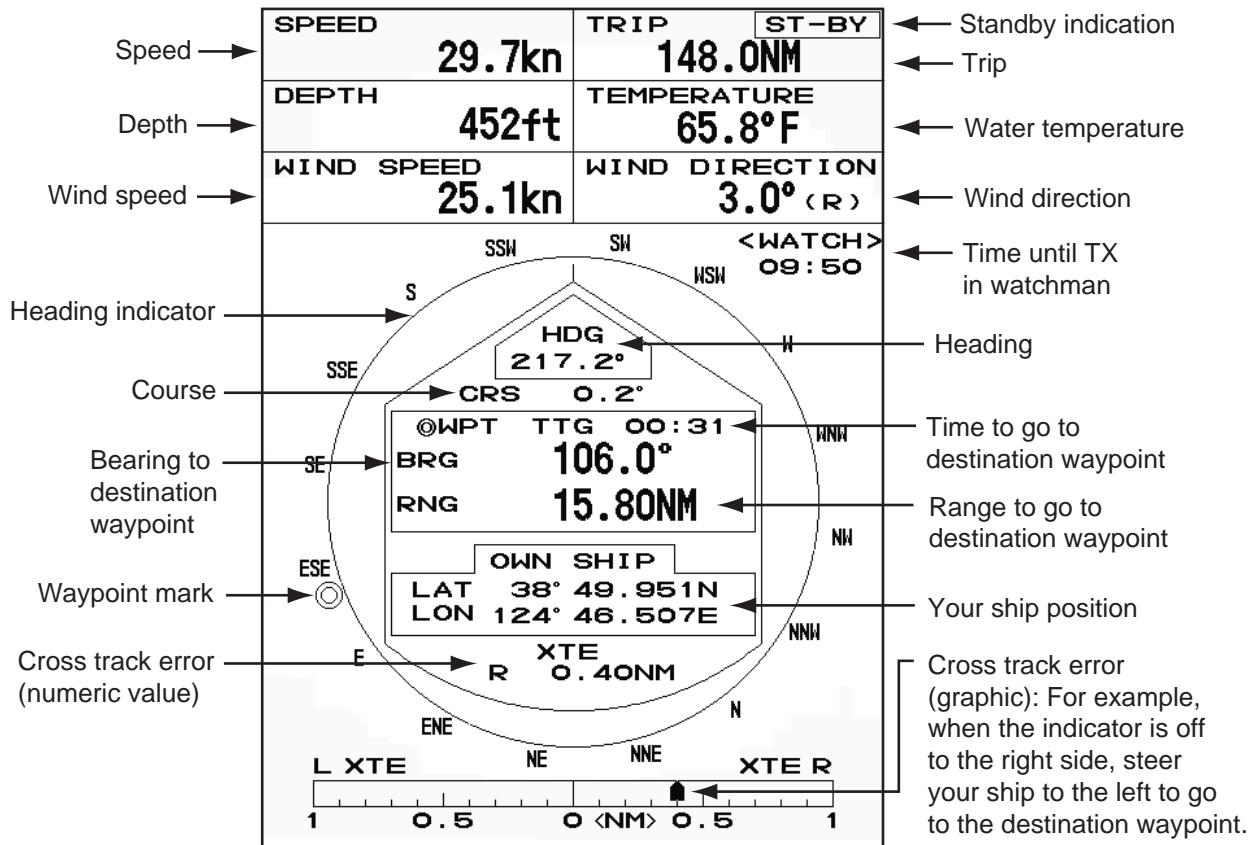 SPEED
29.7kn
TRIP
ST-BY
148.0NM
DEPTH
452ft
TEMPERATURE
65.8°F
WIND SPEED
25.1kn
WIND DIRECTION
3.0° (R)
<WATCH>
09:50
SSW
SW
WSW
S
W
SSE
WNW
SE
NW
ESE
NNW
E
N
ENE
NE
NNE
HDG
217.2°
CRS 0.2°
◎WPT TTG 00:31
BRG 106.0°
RNG 15.80NM
OWN SHIP
LAT 38° 49.951N
LON 124° 46.507E
XTE
R 0.40NM
L XTE
XTE R
1 0.5 0 <NM> 0.5 1
Speed
Depth
Wind speed
Heading indicator
Course
Bearing to
destination
waypoint
Waypoint mark
Cross track error
(numeric value)
Standby indication
Trip
Water temperature
Wind direction
Time until TX
in watchman
Heading
Time to go to
destination waypoint
Range to go to
destination waypoint
Your ship position
Cross track error
(graphic): For example,
when the indicator is off
to the right side, steer
your ship to the left to go
to the destination waypoint.